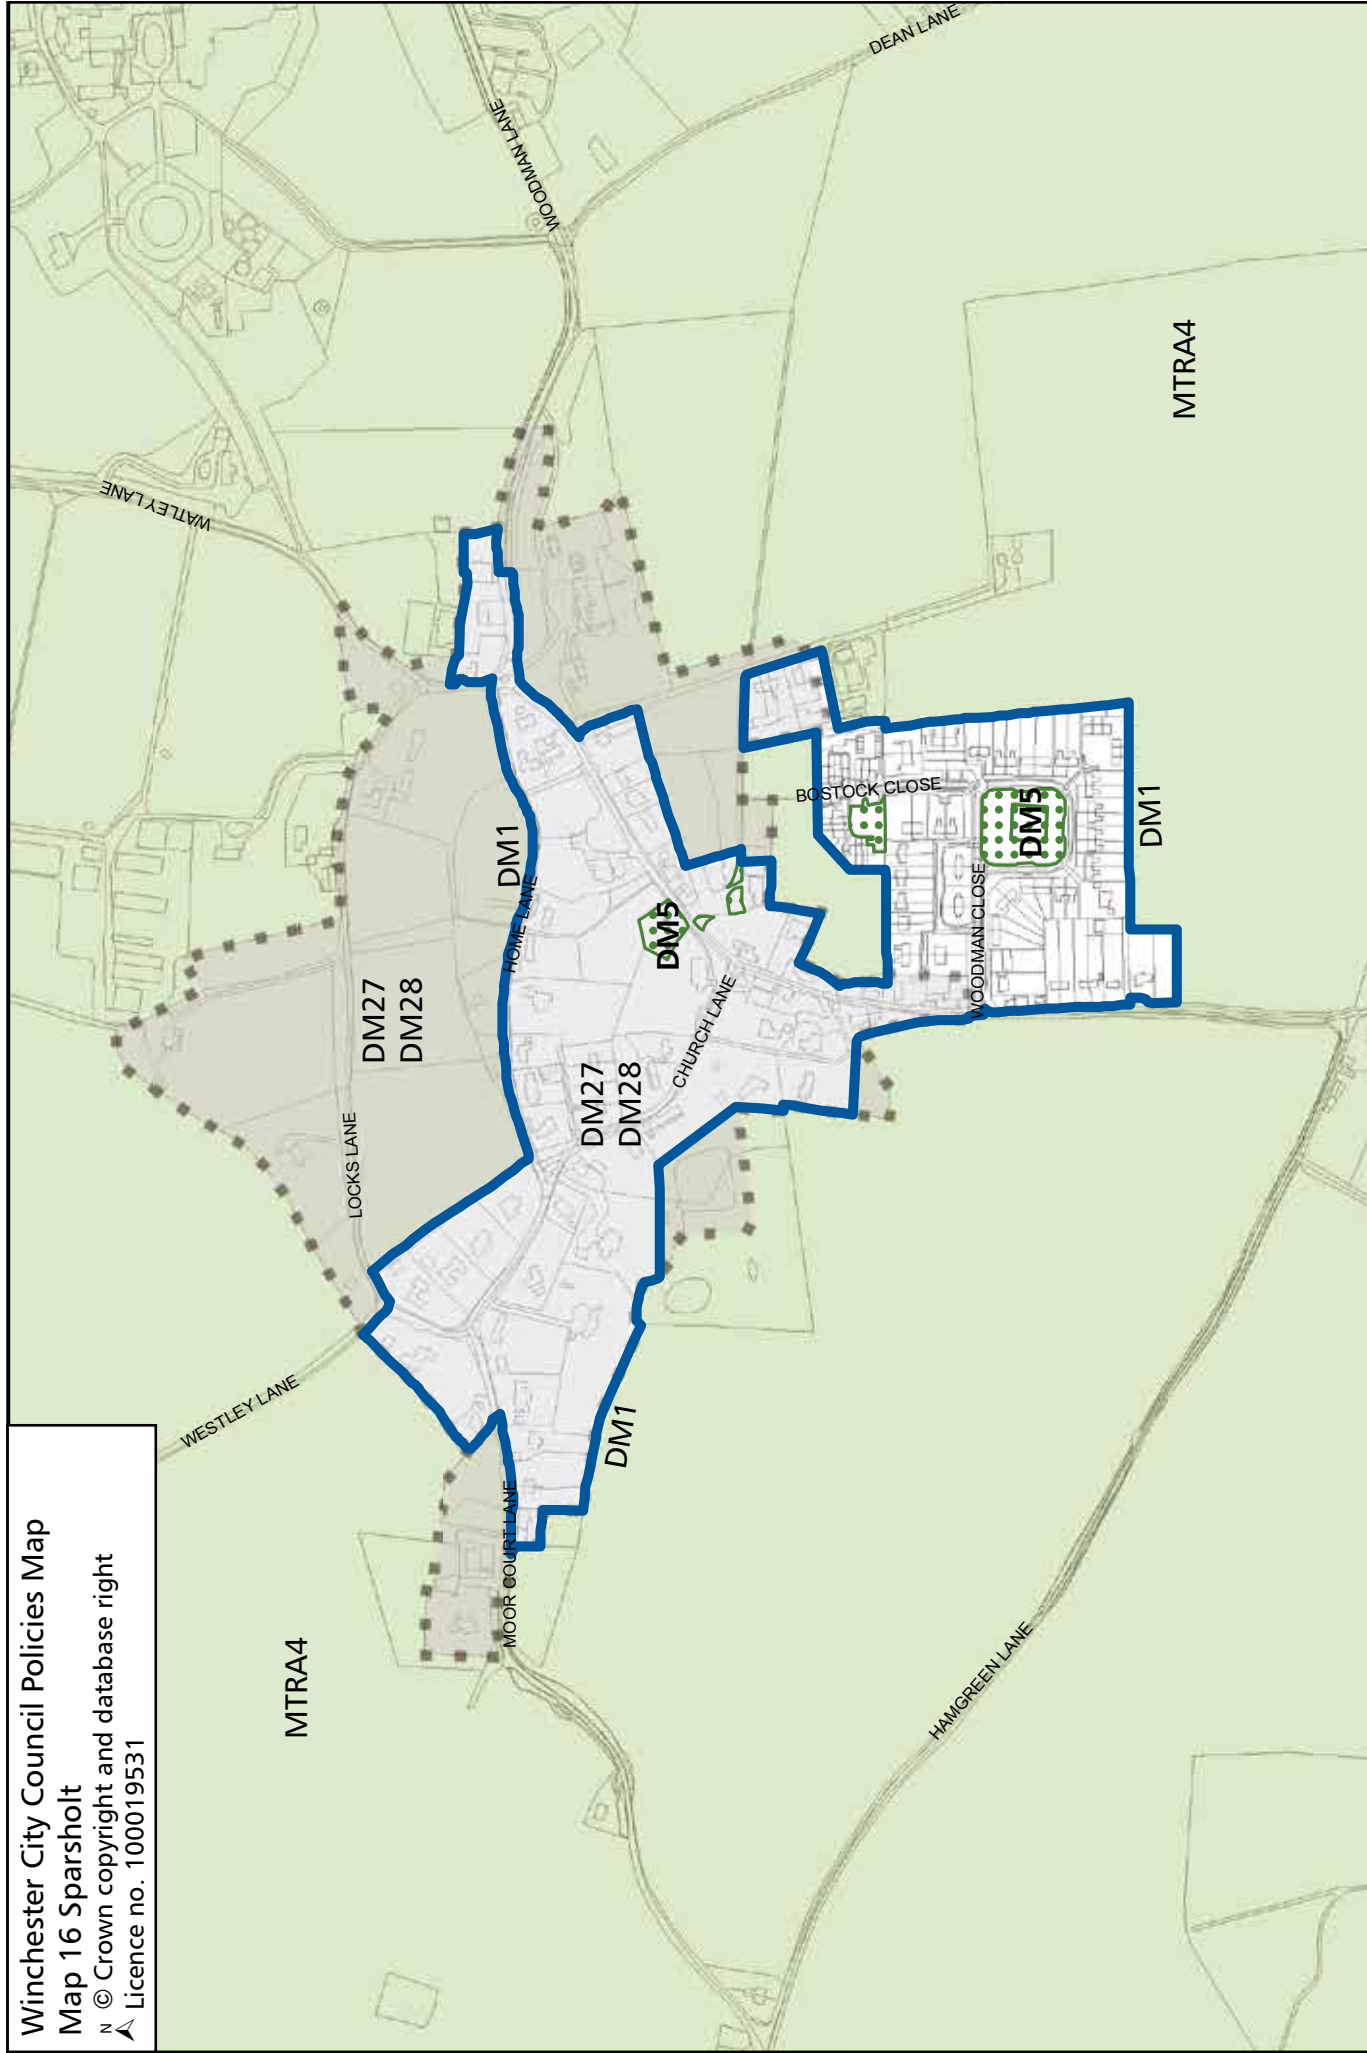 Winchester City Council Policies Map
Map 16 Sparsholt
N © Crown copyright and database right
Licence no. 100019531
WESTLEY LANE
WATLEY LANE
WOODMAN LANE
DEAN LANE
LOCKS LANE
DM27
DM28
DM1
HOME LANE
MTRA4
MOOR COURT LANE
DM1
DM27
DM28
CHURCH LANE
DM5
BOSTOCK CLOSE
WOODMAN CLOSE
DM5
DM1
MTRA4
HAMGREEN LANE